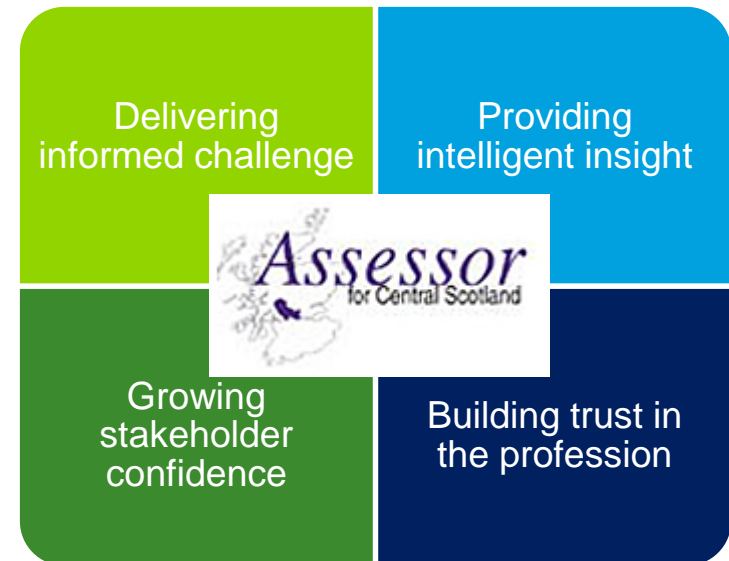 Delivering
informed challenge
Providing
intelligent insight
Assessor
for Central Scotland
Growing
stakeholder
confidence
Building trust in
the profession